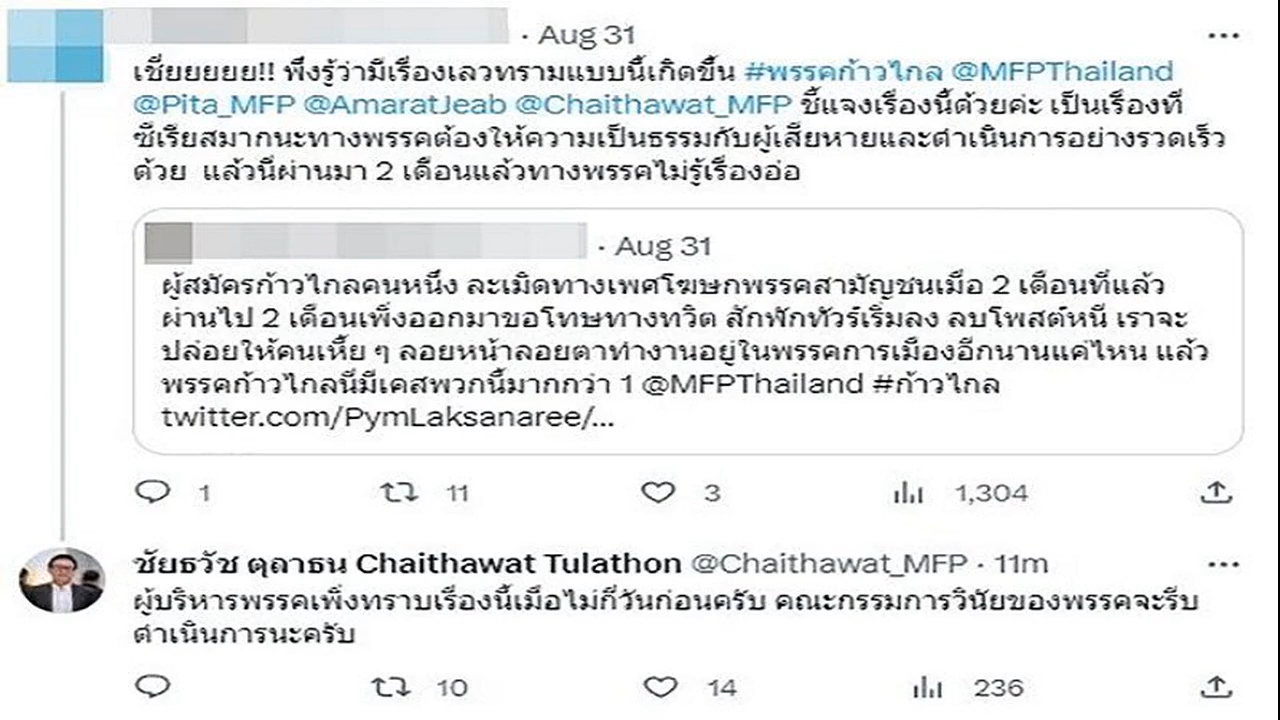 · Aug 31
เชี่ยยยยย!! พึ่งรู้ว่ามีเรื่องเลวทรามแบบนี้เกิดขึ้น #พรรคก้าวไกล @MFPThailand
@Pita_MFP @AmaratJeab @Chaithawat_MFP ชี้แจงเรื่องนี้ด้วยค่ะ เป็นเรื่องที่
ซีเรียสมากนะทางพรรคต้องให้ความเป็นธรรมกับผู้เสียหายและดำเนินการอย่างรวดเร็ว
ด้วย แล้วนี่ผ่านมา 2 เดือนแล้วทางพรรคไม่รู้เรื่องอ่อ
· Aug 31
ผู้สมัครก้าวไกลคนหนึ่ง ละเมิดทางเพศโฆษกพรรคสามัญชนเมื่อ 2 เดือนที่แล้ว
ผ่านไป 2 เดือนเพิ่งออกมาขอโทษทางทวิต สักพักทัวร์เริ่มลง ลบโพสต์หนี เราจะ
ปล่อยให้คนเหี้ย ๆ ลอยหน้าลอยตาทำงานอยู่ในพรรคการเมืองอีกนานแค่ไหน แล้ว
พรรคก้าวไกลนี่มีเคสพวกนี้มากกว่า 1 @MFPThailand #ก้าวไกล
twitter.com/PymLaksanaree/...
1 11 3 1,304
ชัยธวัช ตุลาธน Chaithawat Tulathon @Chaithawat_MFP · 11m
ผู้บริหารพรรคเพิ่งทราบเรื่องนี้เมื่อไม่กี่วันก่อนครับ คณะกรรมการวินัยของพรรคจะรีบ
ดำเนินการนะครับ
10 14 236